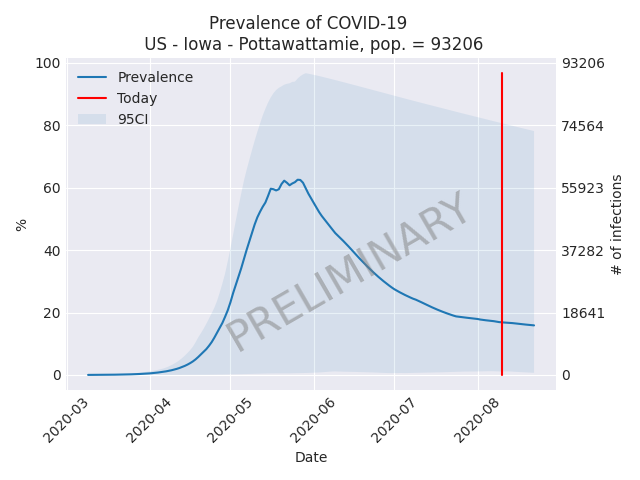 Prevalence of COVID-19
US - Iowa - Pottawattamie, pop. = 93206
100
80
60
40
20
0
%
93206
74564
55923
37282
18641
0
# of infections
Prevalence
Today
95CI
PRELIMINARY
2020-03
2020-04
2020-05
2020-06
2020-07
2020-08
Date